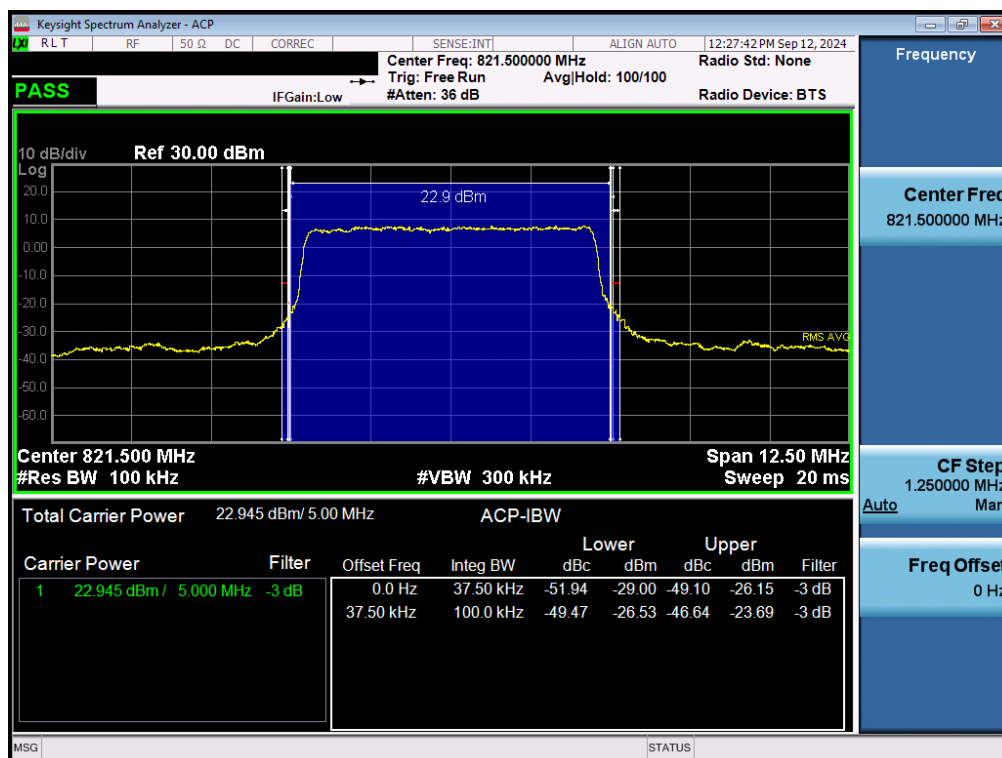 Keysight Spectrum Analyzer - ACP
LXI RLT RF 50 Ω DC CORREC SENSE:INT ALIGN AUTO 12:27:42 PM Sep 12, 2024
Center Freq: 821.500000 MHz Radio Std: None
Trig: Free Run Avg|Hold: 100/100
PASS IFGain:Low #Atten: 36 dB Radio Device: BTS
10 dB/div Ref 30.00 dBm
Log
20.0
10.0
0.00
-10.0
-20.0
-30.0
-40.0
-50.0
-60.0
22.9 dBm
RMS AVG
Center 821.500 MHz Span 12.50 MHz
#Res BW 100 kHz #VBW 300 kHz Sweep 20 ms
Total Carrier Power 22.945 dBm/ 5.00 MHz ACP-IBW
Lower Upper
Carrier Power Filter Offset Freq Integ BW dBc dBm dBc dBm Filter
1 22.945 dBm / 5.000 MHz -3 dB 0.0 Hz 37.50 kHz -51.94 -29.00 -49.10 -26.15 -3 dB
37.50 kHz 100.0 kHz -49.47 -26.53 -46.64 -23.69 -3 dB
MSG STATUS
Frequency
Center Freq
821.500000 MHz
CF Step
1.250000 MHz
Auto Man
Freq Offset
0 Hz